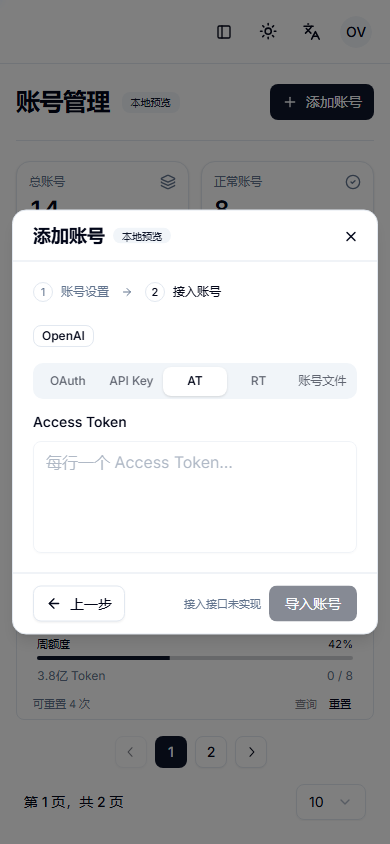 OV
账号管理 本地预览 添加账号
总账号 正常账号
14 8
添加账号 本地预览
1 账号设置 2 接入账号
OpenAI
OAuth API Key AT RT 账号文件
Access Token
每行一个 Access Token...
上一步 接入接口未实现 导入账号
周额度 42%
3.8亿 Token 0 / 8
可重置 4 次 查询 重置
1 2
第 1 页，共 2 页 10